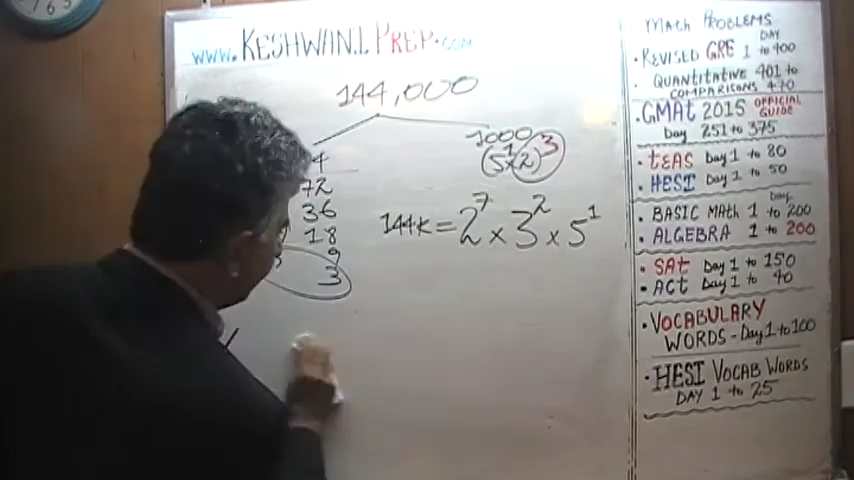 www.KESHWANI PREP.com
144,000
4
72
36
18
9
3
1000
(5¹x2)³
144K = 2⁷ x 3² x 5¹
MATH PROBLEMS
DAY
• REVISED GRE 1 to 400
• QUANTITATIVE 401 to
COMPARISONS 470
• GMAt 2015 OFFICIAL GUIDE
Day 251 to 375
• tEAS Day 1 to 80
• HESI Day 1 to 50
Day
• BASIC MAth 1 to 200
• ALGEBRA 1 to 200
• SAt Day 1 to 150
• ACt Day 1 to 40
• VOCABULARY
WORDS - Day 1 to 100
• HESI VOCAB WORDS
DAY 1 to 25